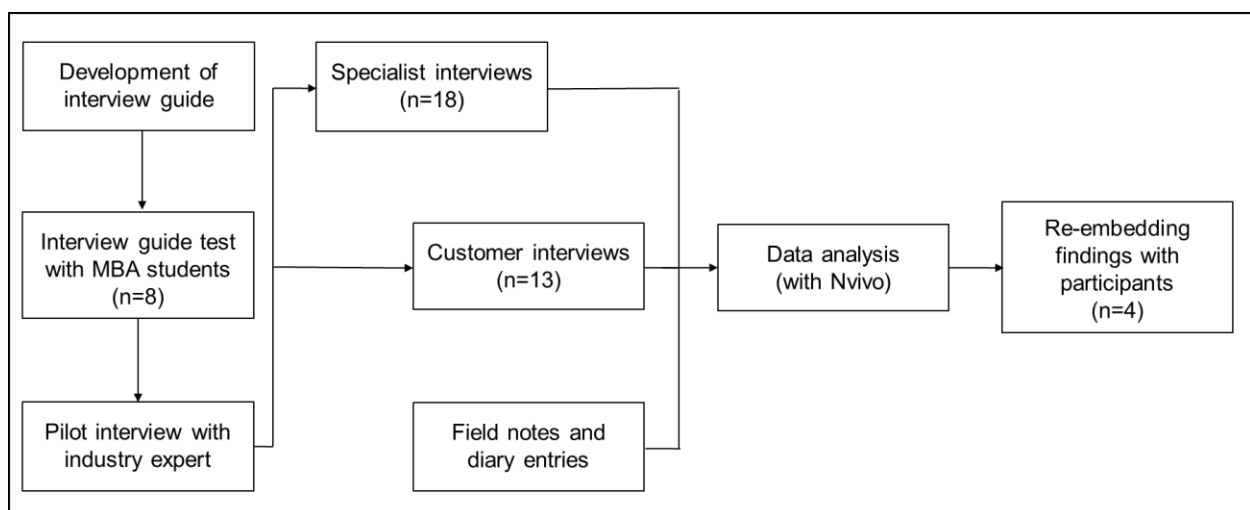 Development of
interview guide
Interview guide test
with MBA students
(n=8)
Pilot interview with
industry expert
Specialist interviews
(n=18)
Customer interviews
(n=13)
Field notes and
diary entries
Data analysis
(with Nvivo)
Re-embedding
findings with
participants
(n=4)